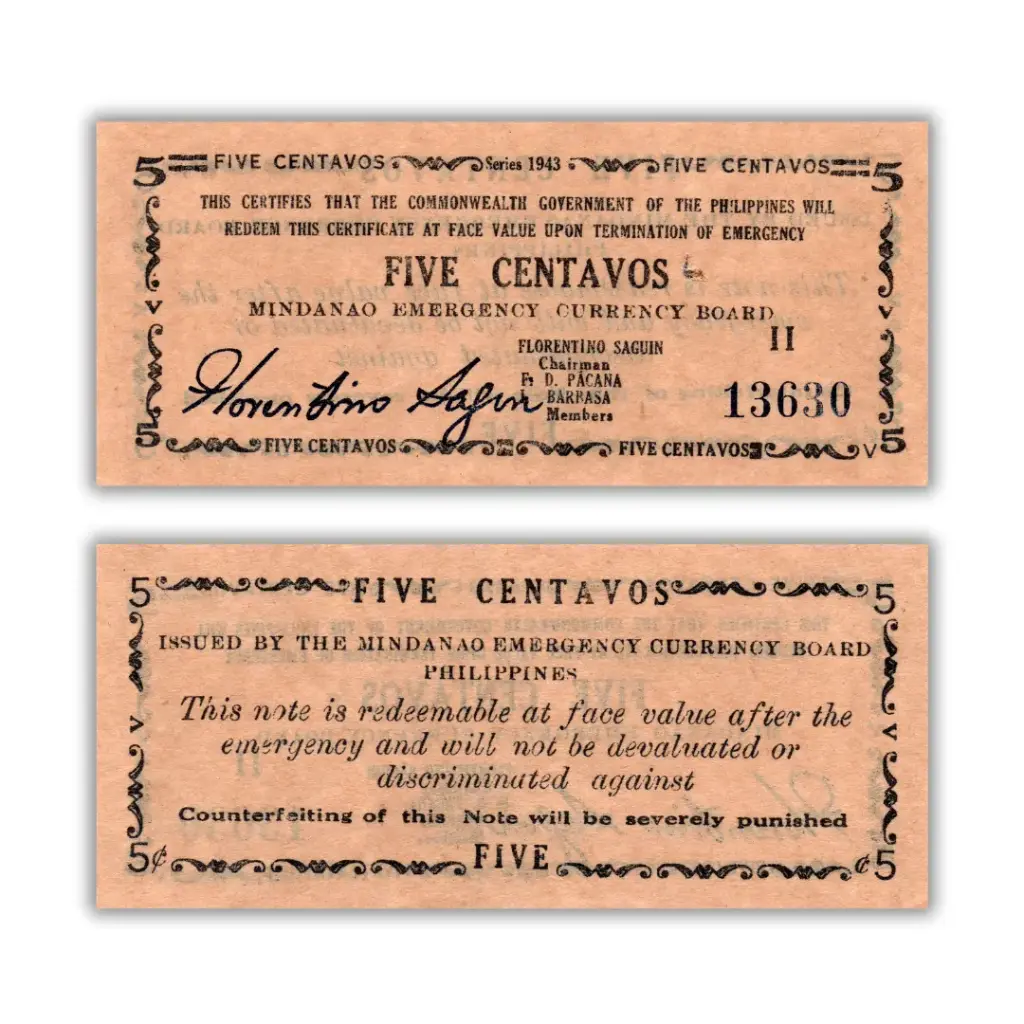 5 FIVE CENTAVOS Series 1943 FIVE CENTAVOS 5
THIS CERTIFIES THAT THE COMMONWEALTH GOVERNMENT OF THE PHILIPPINES WILL
REDEEM THIS CERTIFICATE AT FACE VALUE UPON TERMINATION OF EMERGENCY
FIVE CENTAVOS
MINDANAO EMERGENCY CURRENCY BOARD
V V
II
FLORENTINO SAGUIN
Chairman
F. D. PACANA
BARRASA
Members
Florentino Saguin
13630
5 FIVE CENTAVOS FIVE CENTAVOS V 5
5 FIVE CENTAVOS 5
ISSUED BY THE MINDANAO EMERGENCY CURRENCY BOARD
PHILIPPINES
This note is redeemable at face value after the
V V
emergency and will not be devaluated or
discriminated against
Counterfeiting of this Note will be severely punished
5¢ FIVE ¢5